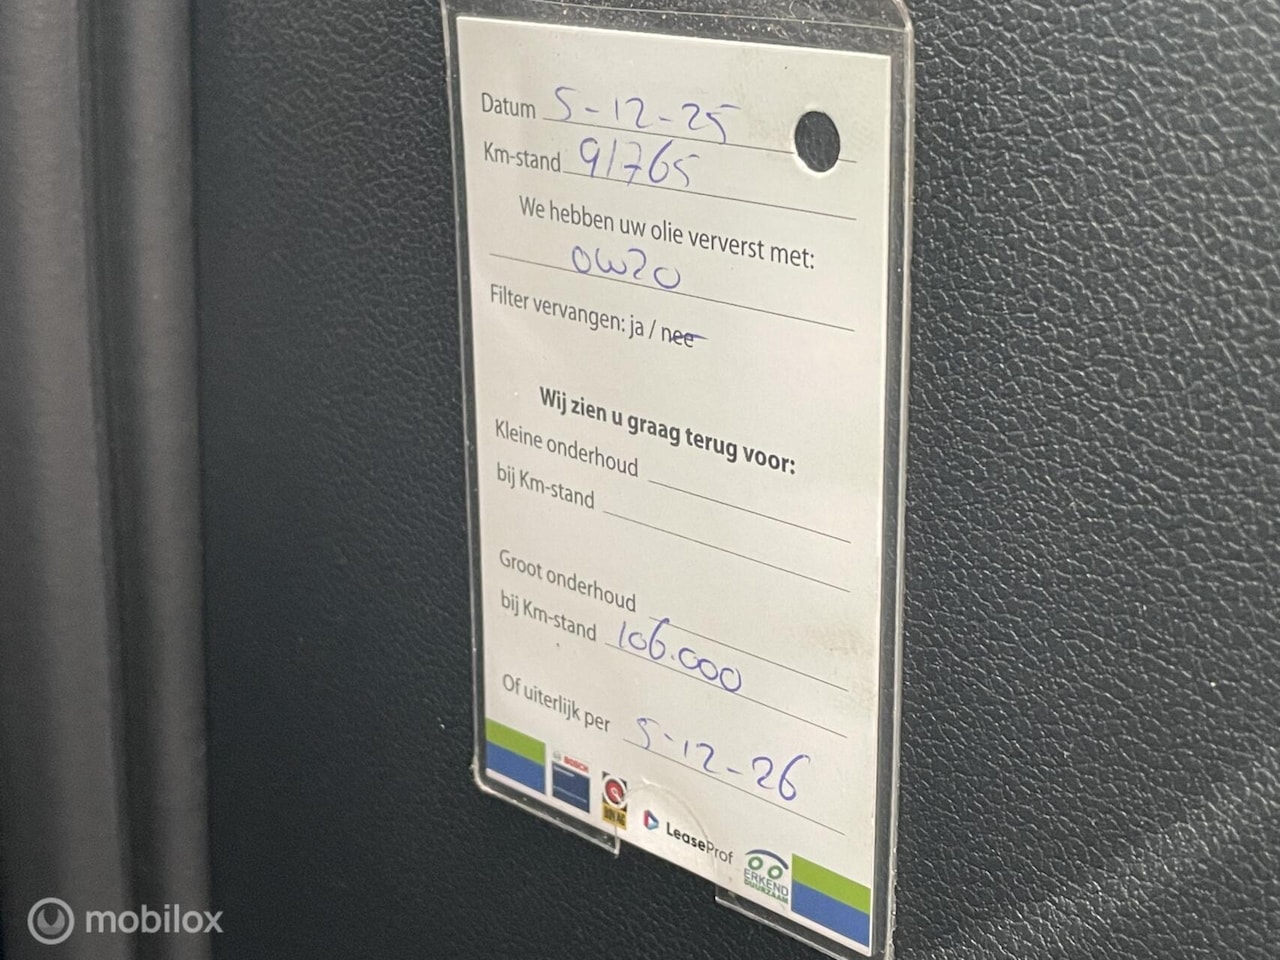 Datum 5-12-25
Km-stand 91765
We hebben uw olie ververst met:
0W20
Filter vervangen: ja / nee
Wij zien u graag terug voor:
Kleine onderhoud
bij Km-stand
Groot onderhoud
bij Km-stand 106.000
Of uiterlijk per 5-12-26
BOSCH
LeaseProf
ERKEND
DUURZAAM
mobilox